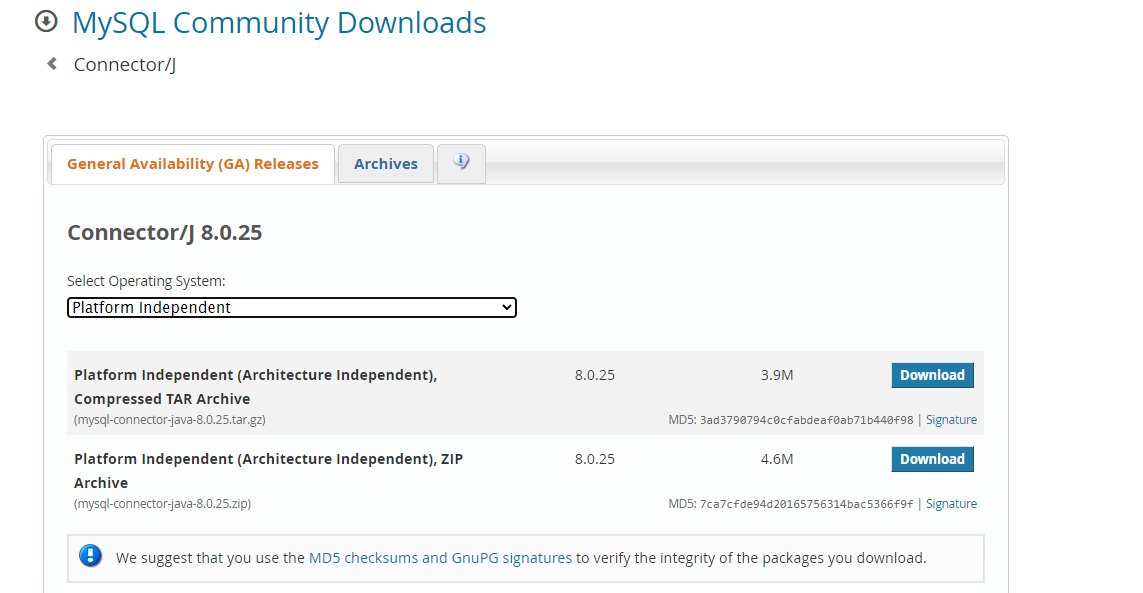 MySQL Community Downloads
Connector/J
General Availability (GA) Releases
Archives
Connector/J 8.0.25
Select Operating System:
Platform Independent
Platform Independent (Architecture Independent),
Compressed TAR Archive
8.0.25
3.9M
Download
(mysql-connector-java-8.0.25.tar.gz)
MD5: 3ad3790794c0cfabdeaf0ab71b440f98 | Signature
Platform Independent (Architecture Independent), ZIP
Archive
8.0.25
4.6M
Download
(mysql-connector-java-8.0.25.zip)
MD5: 7ca7cfde94d20165756314bac5366f9f | Signature
We suggest that you use the MD5 checksums and GnuPG signatures to verify the integrity of the packages you download.